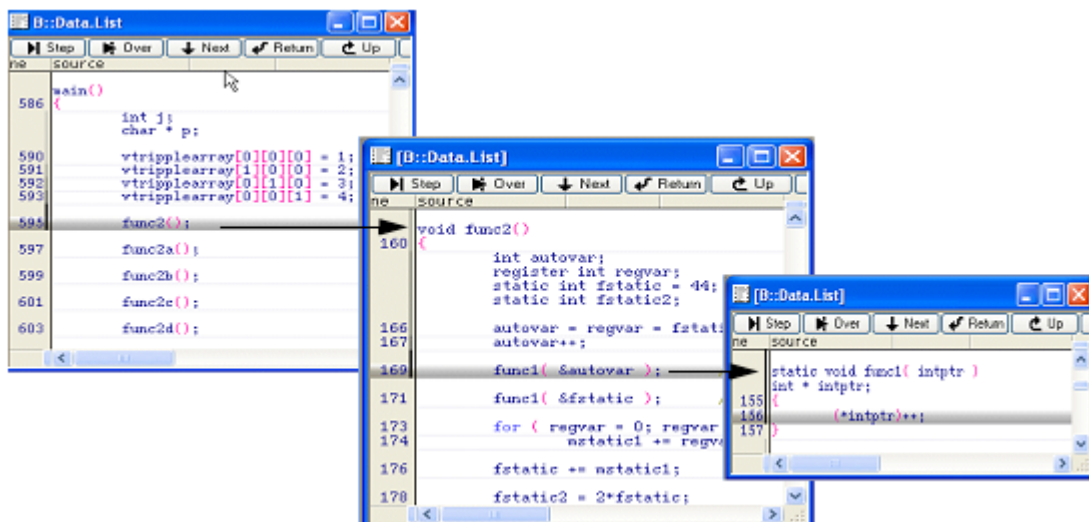 B::Data.List
Step Over Next Return Up
ne source
main()
586 {
int j;
char * p;
590 vtripplearray[0][0][0] = 1;
591 vtripplearray[1][0][0] = 2;
592 vtripplearray[0][1][0] = 3;
593 vtripplearray[0][0][1] = 4;
595 func2();
597 func2a();
599 func2b();
601 func2c();
603 func2d();
[B::Data.List]
Step Over Next Return Up
ne source
void func2()
160 {
int autovar;
register int regvar;
static int fstatic = 44;
static int fstatic2;
166 autovar = regvar = fstati
167 autovar++;
169 func1( &autovar );
171 func1( &fstatic );
173 for ( regvar = 0; regvar
174 mstatic1 += regva
176 fstatic += mstatic1;
178 fstatic2 = 2*fstatic;
[B::Data.List]
Step Over Next Return Up
ne source
static void func1( intptr )
int * intptr;
155 {
156 (*intptr)++;
157 }